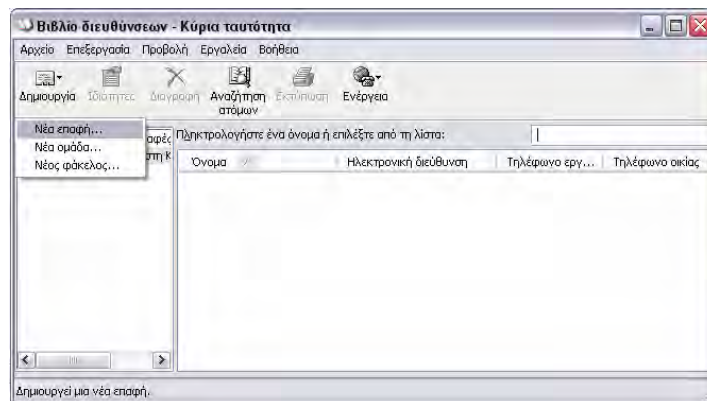 Βιβλίο διευθύνσεων - Κύρια ταυτότητα
Αρχείο Επεξεργασία Προβολή Εργαλεία Βοήθεια
Δημιουργία Ιδιότητες Διαγραφή Αναζήτηση ατόμων Εκτύπωση Ενέργεια
Νέα επαφή...
Νέα ομάδα...
Νέος φάκελος...
αφές
στη Κ
Πληκτρολογήστε ένα όνομα ή επιλέξτε από τη λίστα:
Όνομα Ηλεκτρονική διεύθυνση Τηλέφωνο εργ... Τηλέφωνο οικίας
Δημιουργεί μια νέα επαφή.